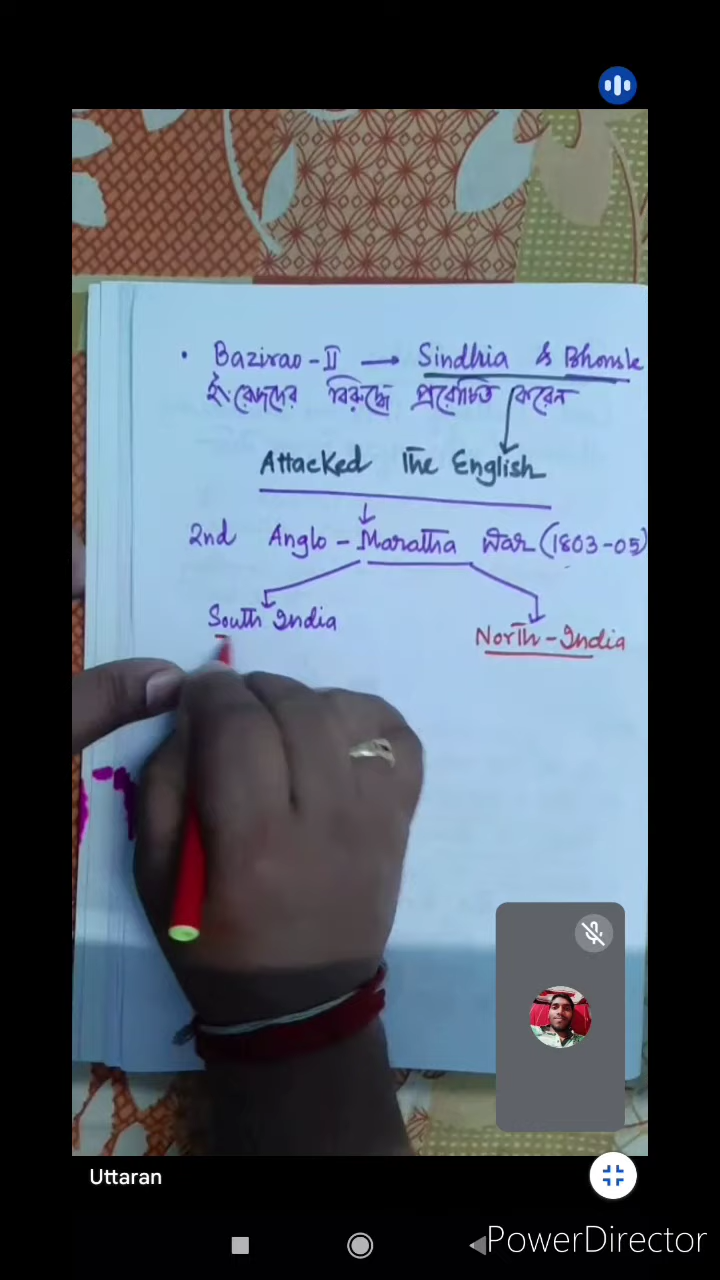 • Bazirao - II → Sindhia & Bhonsle
ইংরেজদের বিরুদ্ধে প্ররোচিত করেন
Attacked The English
2nd Anglo - Maratha War (1803-05)
South India
North - India
Uttaran
PowerDirector